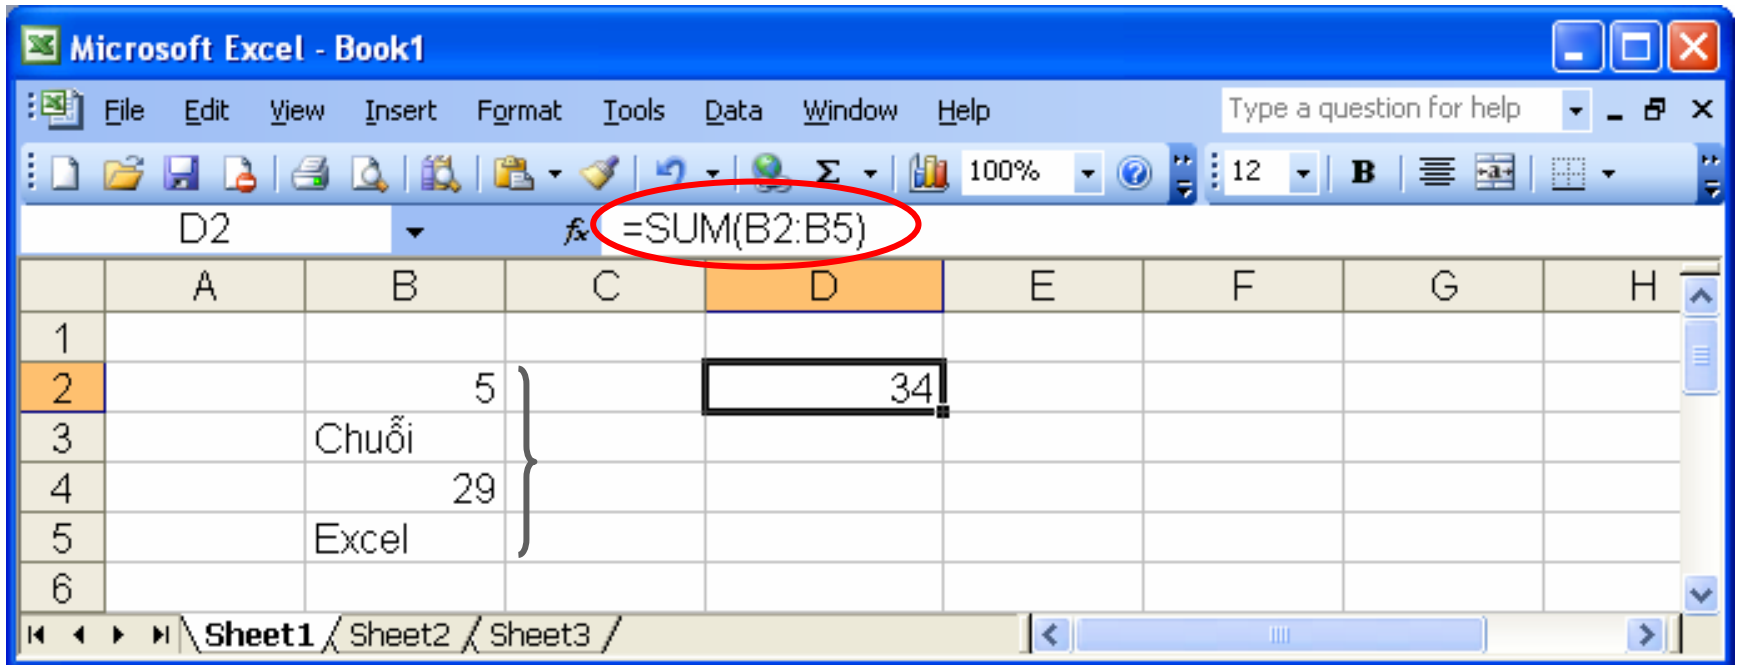 Microsoft Excel - Book1
File Edit View Insert Format Tools Data Window Help Type a question for help
100% 12 B
D2 fx =SUM(B2:B5)
A B C D E F G H
1
2 5 34
3 Chuỗi
4 29
5 Excel
6
Sheet1 Sheet2 Sheet3